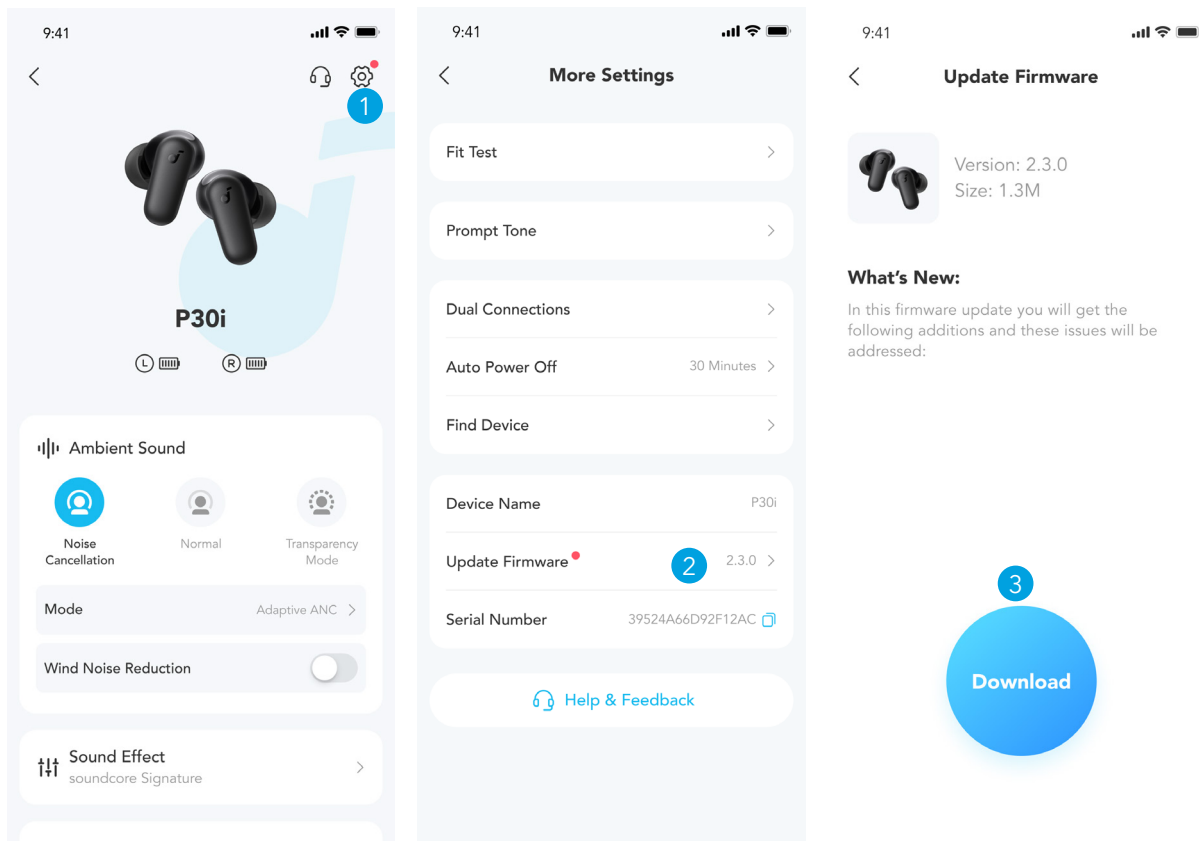 9:41
1
P30i
L
R
Ambient Sound
Noise
Cancellation
Normal
Transparency
Mode
Mode
Adaptive ANC
Wind Noise Reduction
Sound Effect
soundcore Signature
9:41
More Settings
Fit Test
Prompt Tone
Dual Connections
Auto Power Off
30 Minutes
Find Device
Device Name
P30i
Update Firmware
2
2.3.0
Serial Number
39524A66D92F12AC
Help & Feedback
9:41
Update Firmware
Version: 2.3.0
Size: 1.3M
What's New:
In this firmware update you will get the
following additions and these issues will be
addressed:
3
Download